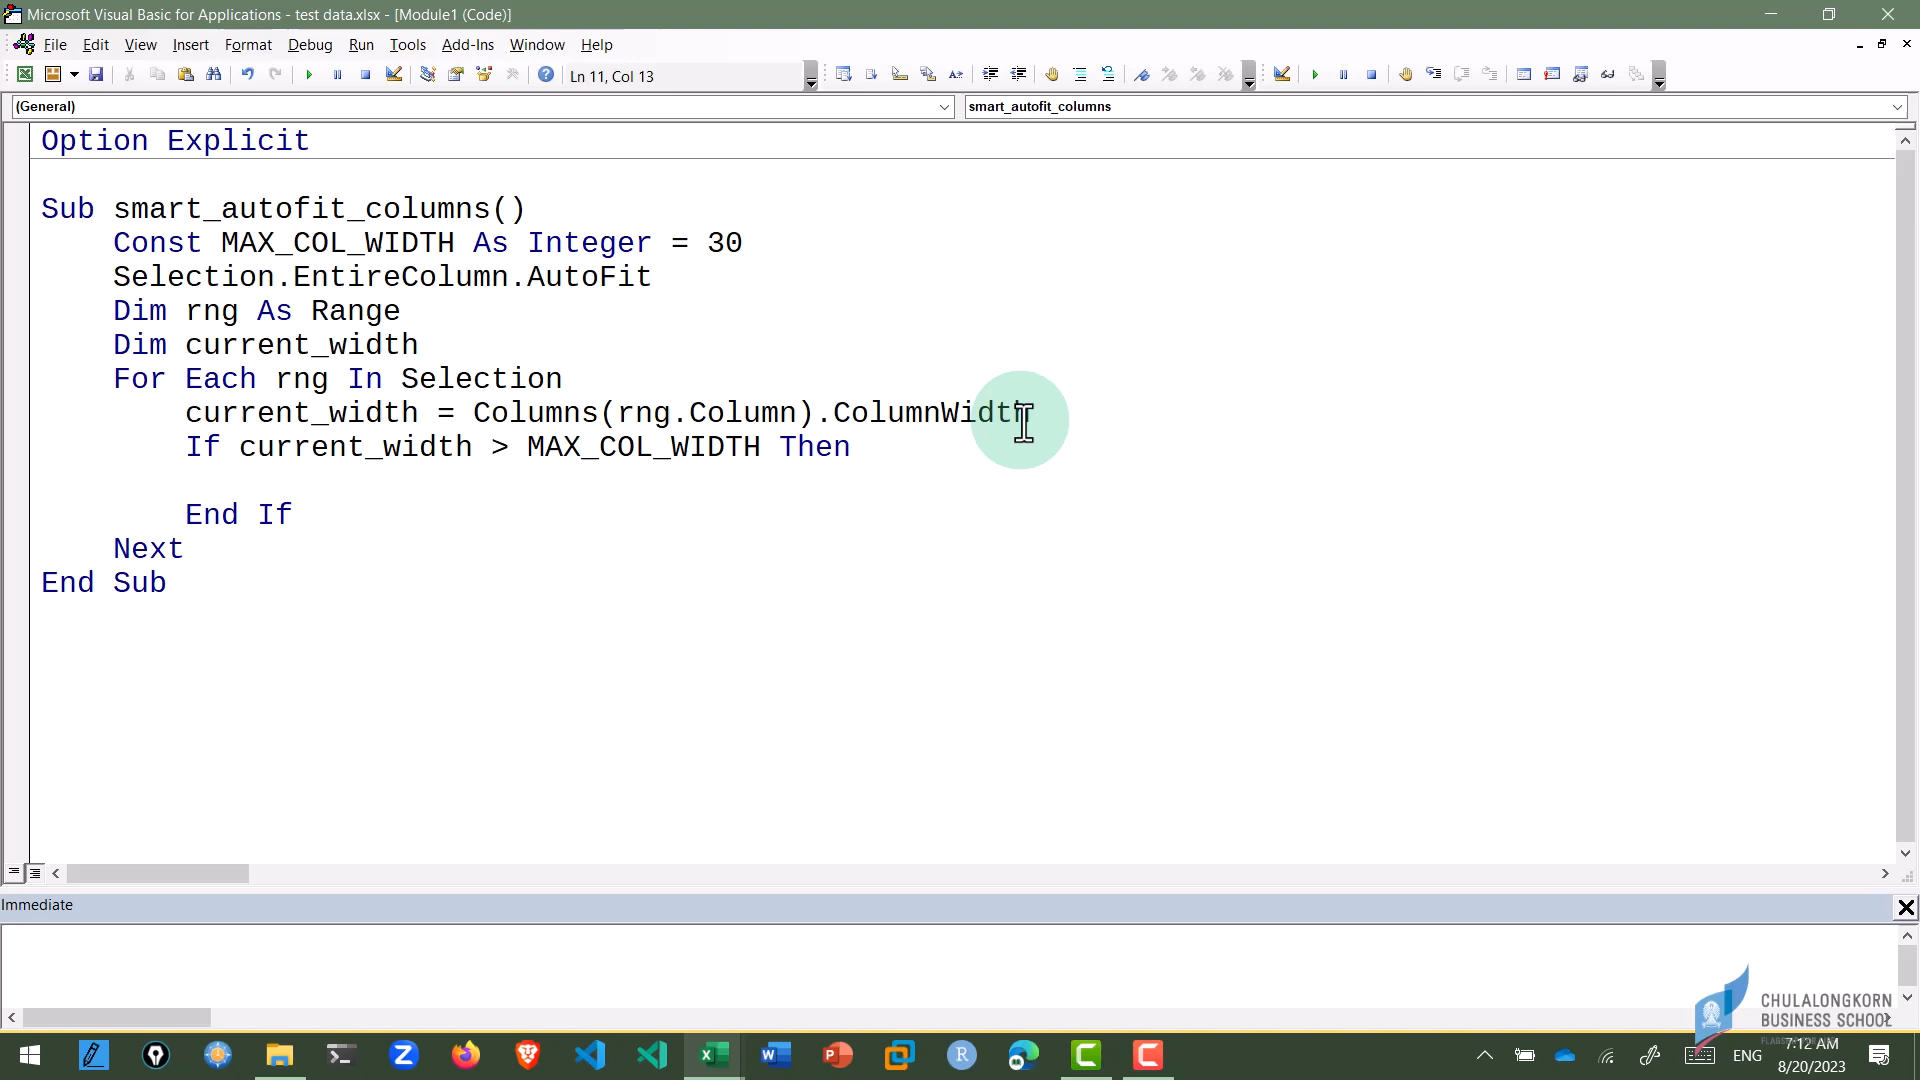 Microsoft Visual Basic for Applications - test data.xlsx - [Module1 (Code)]
File Edit View Insert Format Debug Run Tools Add-Ins Window Help
Ln 11, Col 13
(General) smart_autofit_columns
Option Explicit
Sub smart_autofit_columns()
Const MAX_COL_WIDTH As Integer = 30
Selection.EntireColumn.AutoFit
Dim rng As Range
Dim current_width
For Each rng In Selection
current_width = Columns(rng.Column).ColumnWidth
If current_width > MAX_COL_WIDTH Then
End If
Next
End Sub
Immediate
CHULALONGKORN
BUSINESS SCHOOL
ENG
7:12 AM
8/20/2023